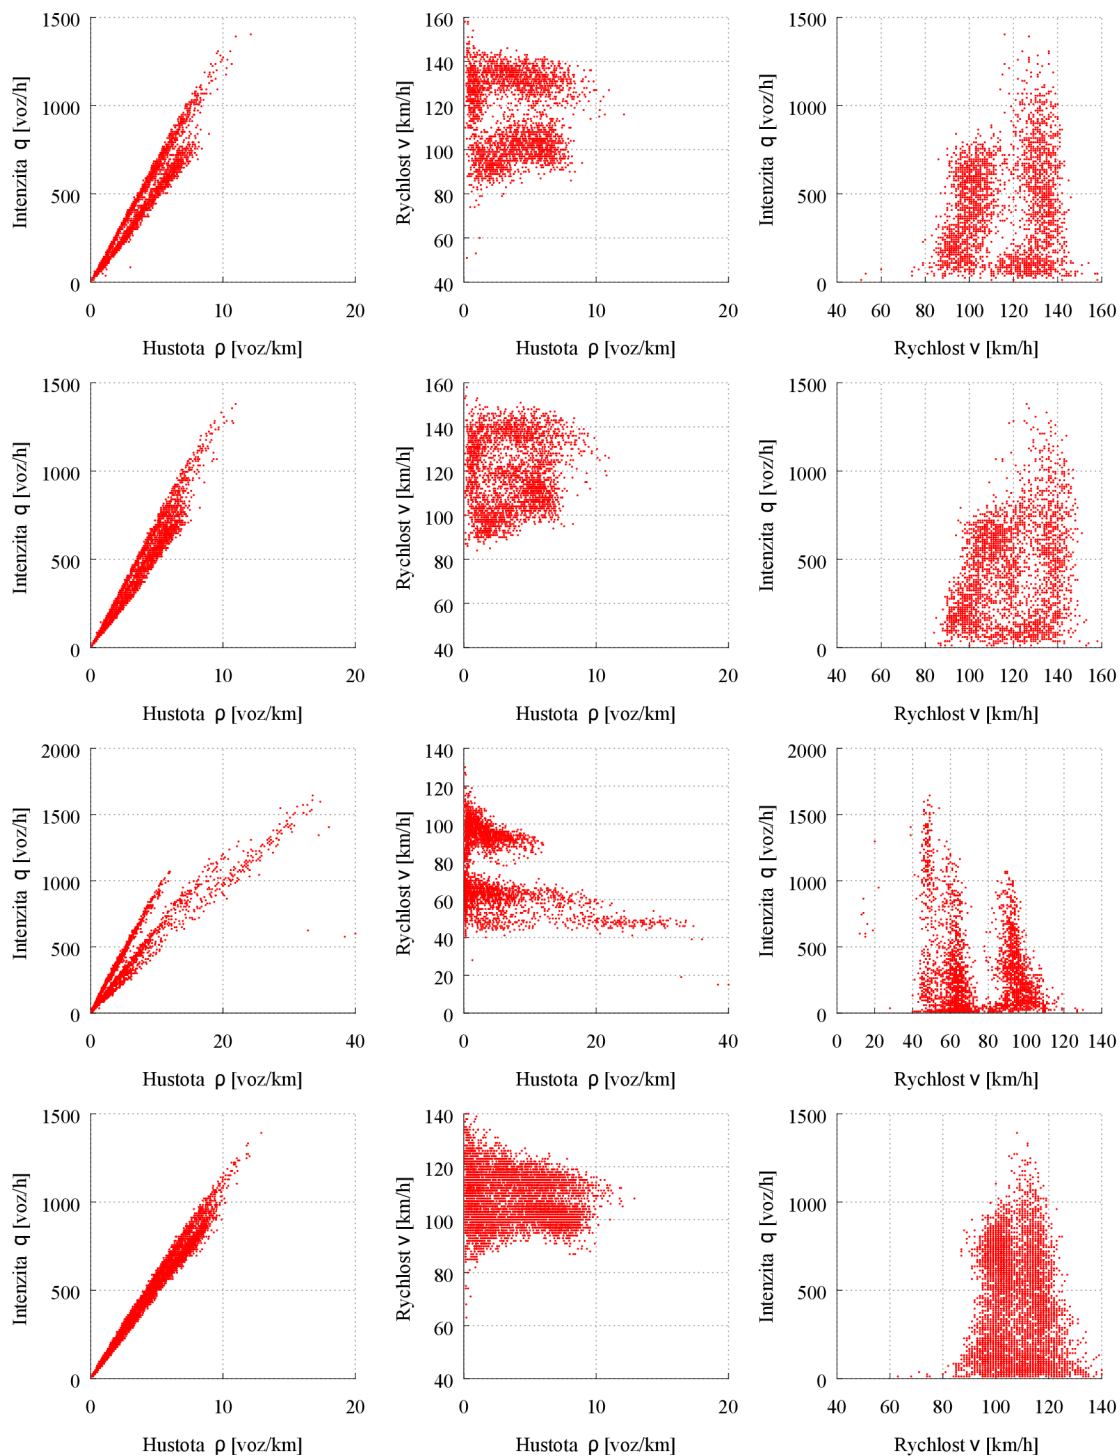 1500
1000
500
0
0 10 20
Intenzita q [voz/h]
Hustota ρ [voz/km]
160
140
120
100
80
60
40
0 10 20
Rychlost v [km/h]
Hustota ρ [voz/km]
1500
1000
500
0
40 60 80 100 120 140 160
Intenzita q [voz/h]
Rychlost v [km/h]
1500
1000
500
0
0 10 20
Intenzita q [voz/h]
Hustota ρ [voz/km]
160
140
120
100
80
60
40
0 10 20
Rychlost v [km/h]
Hustota ρ [voz/km]
1500
1000
500
0
40 60 80 100 120 140 160
Intenzita q [voz/h]
Rychlost v [km/h]
2000
1500
1000
500
0
0 20 40
Intenzita q [voz/h]
Hustota ρ [voz/km]
140
120
100
80
60
40
20
0
0 20 40
Rychlost v [km/h]
Hustota ρ [voz/km]
2000
1500
1000
500
0
0 20 40 60 80 100 120 140
Intenzita q [voz/h]
Rychlost v [km/h]
1500
1000
500
0
0 10 20
Intenzita q [voz/h]
Hustota ρ [voz/km]
140
120
100
80
60
40
0 10 20
Rychlost v [km/h]
Hustota ρ [voz/km]
1500
1000
500
0
40 60 80 100 120 140
Intenzita q [voz/h]
Rychlost v [km/h]